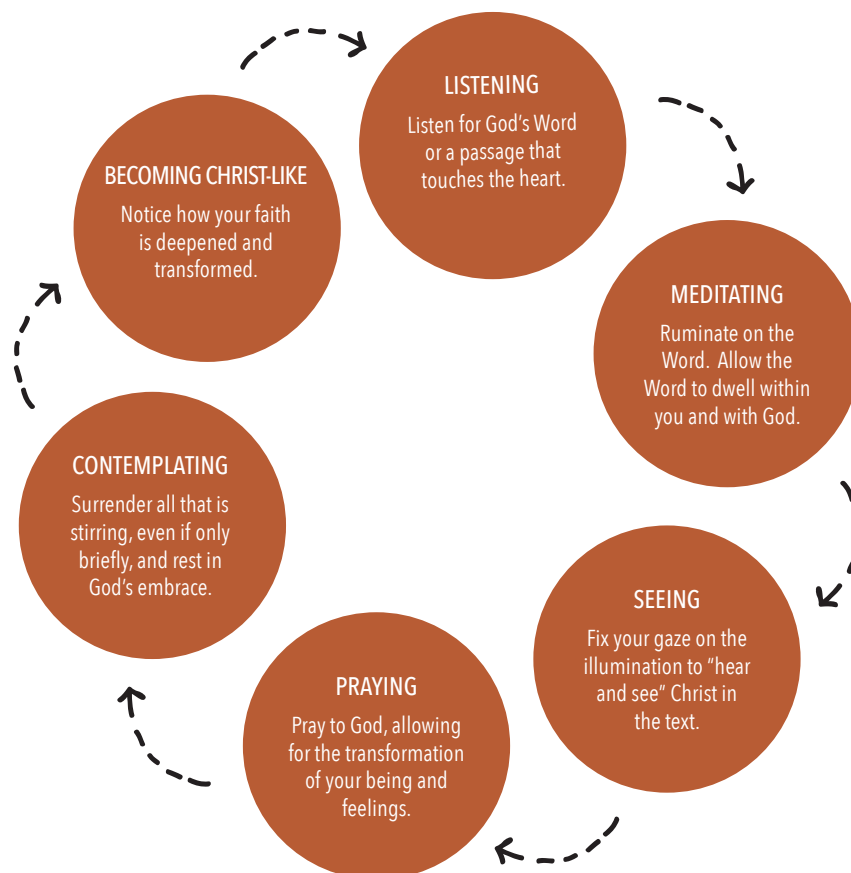 LISTENING
Listen for God’s Word
or a passage that
touches the heart.
MEDITATING
Ruminate on the
Word.  Allow the
Word to dwell within
you and with God.
SEEING
Fix your gaze on the
illumination to “hear
and see” Christ in
the text.
PRAYING
Pray to God, allowing
for the transformation
of your being and
feelings.
CONTEMPLATING
Surrender all that is
stirring, even if only
briefly, and rest in
God’s embrace.
BECOMING CHRIST-LIKE
Notice how your faith
is deepened and
transformed.